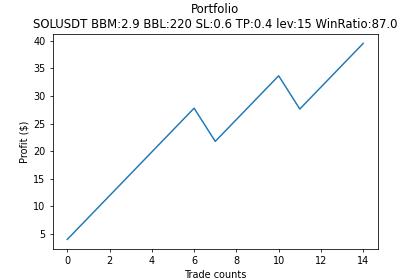 Portfolio
SOLUSDT BBM:2.9 BBL:220 SL:0.6 TP:0.4 lev:15 WinRatio:87.0
40
35
30
25
20
15
10
5
Profit ($)
0 2 4 6 8 10 12 14
Trade counts